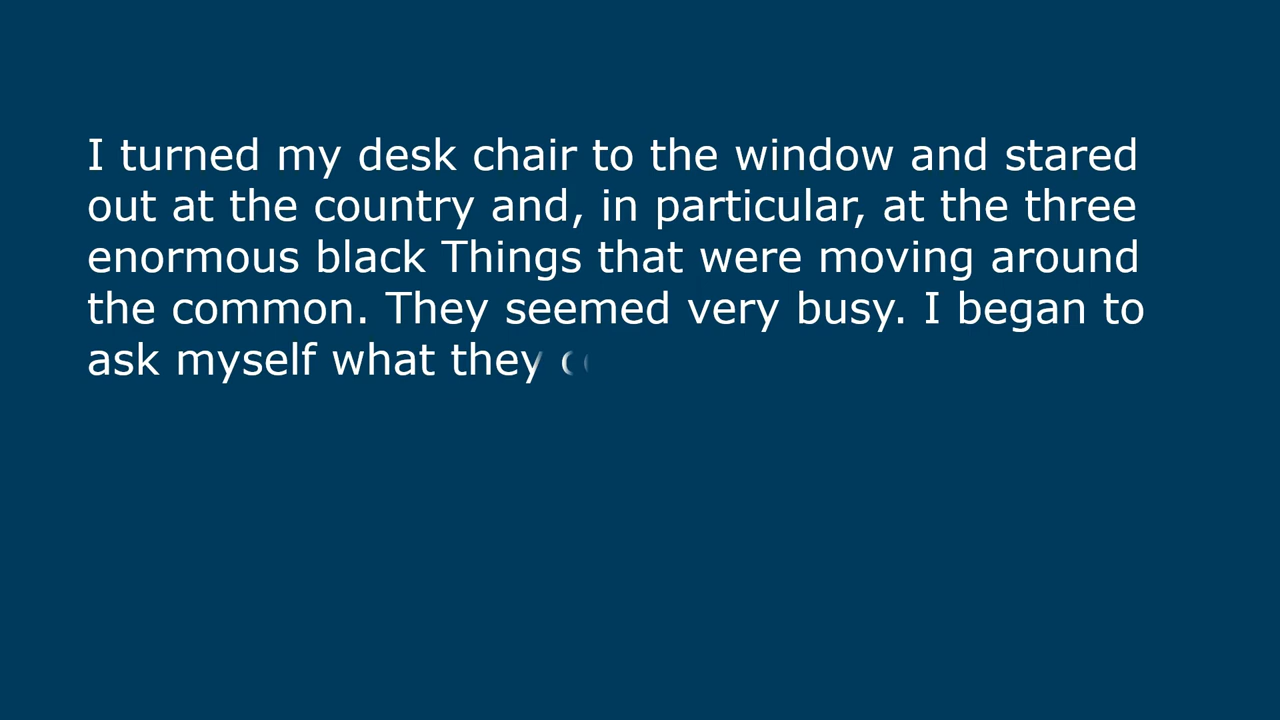 I turned my desk chair to the window and stared
out at the country and, in particular, at the three
enormous black Things that were moving around
the common. They seemed very busy. I began to
ask myself what they